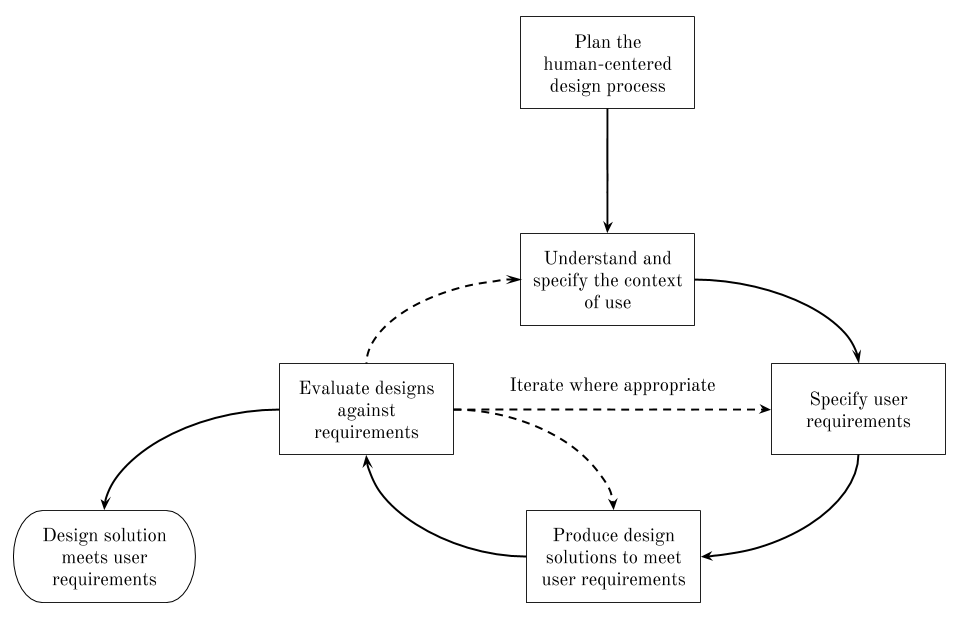 Plan the
human-centered
design process
Understand and
specify the context
of use
Evaluate designs
against
requirements
Iterate where appropriate
Specify user
requirements
Design solution
meets user
requirements
Produce design
solutions to meet
user requirements